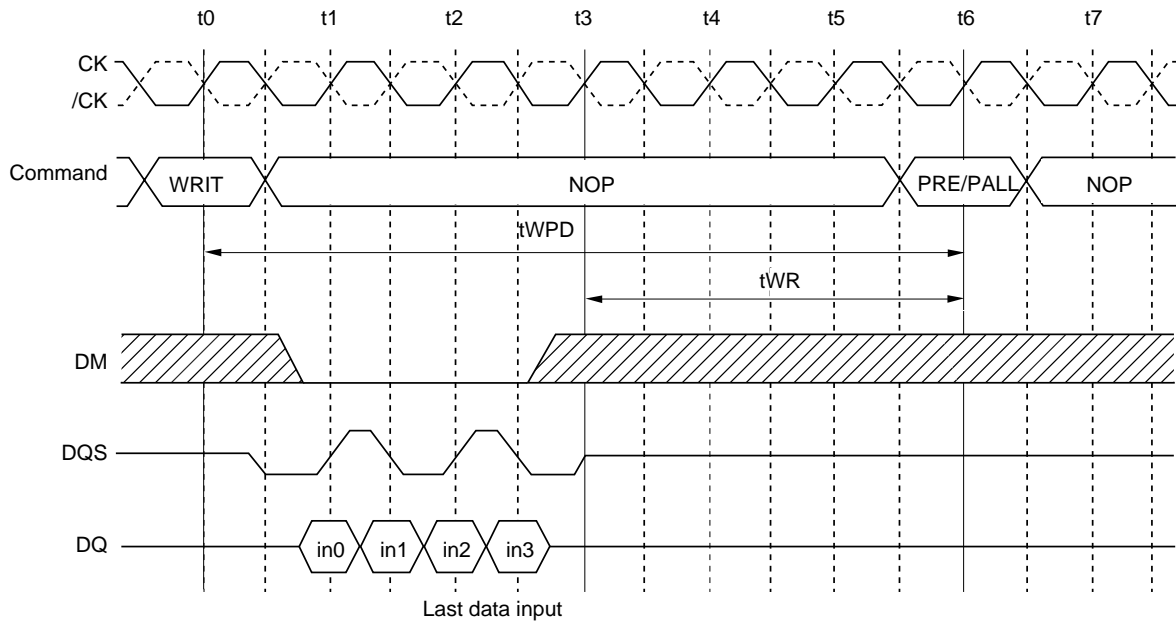 t0 t1 t2 t3 t4 t5 t6 t7
CK
/CK
Command WRIT NOP PRE/PALL NOP
tWPD
tWR
DM
DQS
DQ in0 in1 in2 in3
Last data input